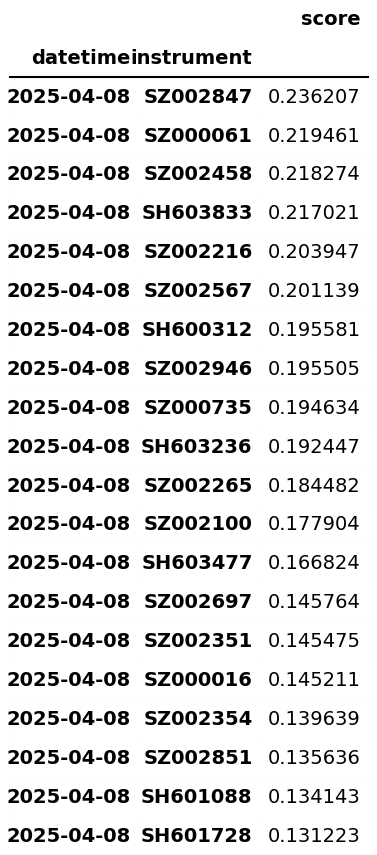 score
datetime instrument
2025-04-08 SZ002847 0.236207
2025-04-08 SZ000061 0.219461
2025-04-08 SZ002458 0.218274
2025-04-08 SH603833 0.217021
2025-04-08 SZ002216 0.203947
2025-04-08 SZ002567 0.201139
2025-04-08 SH600312 0.195581
2025-04-08 SZ002946 0.195505
2025-04-08 SZ000735 0.194634
2025-04-08 SH603236 0.192447
2025-04-08 SZ002265 0.184482
2025-04-08 SZ002100 0.177904
2025-04-08 SH603477 0.166824
2025-04-08 SZ002697 0.145764
2025-04-08 SZ002351 0.145475
2025-04-08 SZ000016 0.145211
2025-04-08 SZ002354 0.139639
2025-04-08 SZ002851 0.135636
2025-04-08 SH601088 0.134143
2025-04-08 SH601728 0.131223